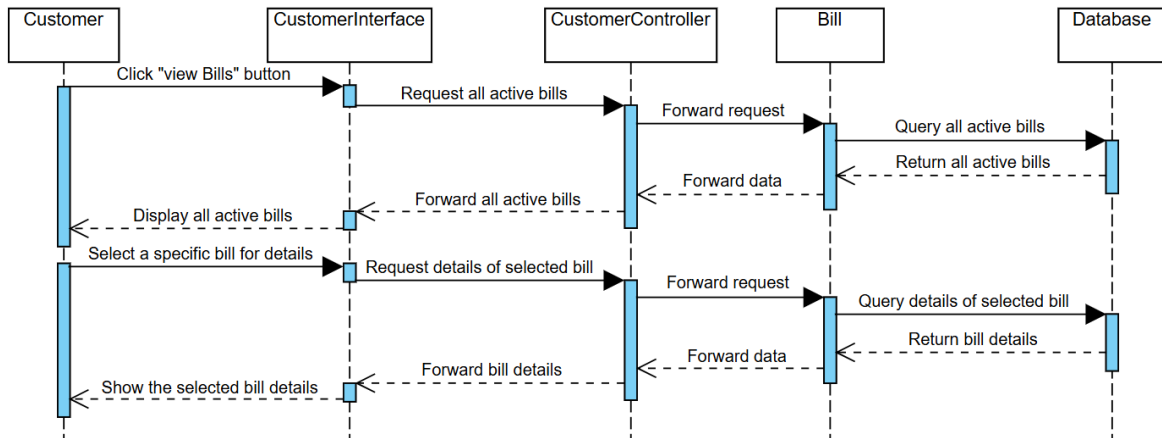 Customer
CustomerInterface
CustomerController
Bill
Database
Click "view Bills" button
Request all active bills
Forward request
Query all active bills
Return all active bills
Forward data
Forward all active bills
Display all active bills
Select a specific bill for details
Request details of selected bill
Forward request
Query details of selected bill
Return bill details
Forward data
Forward bill details
Show the selected bill details